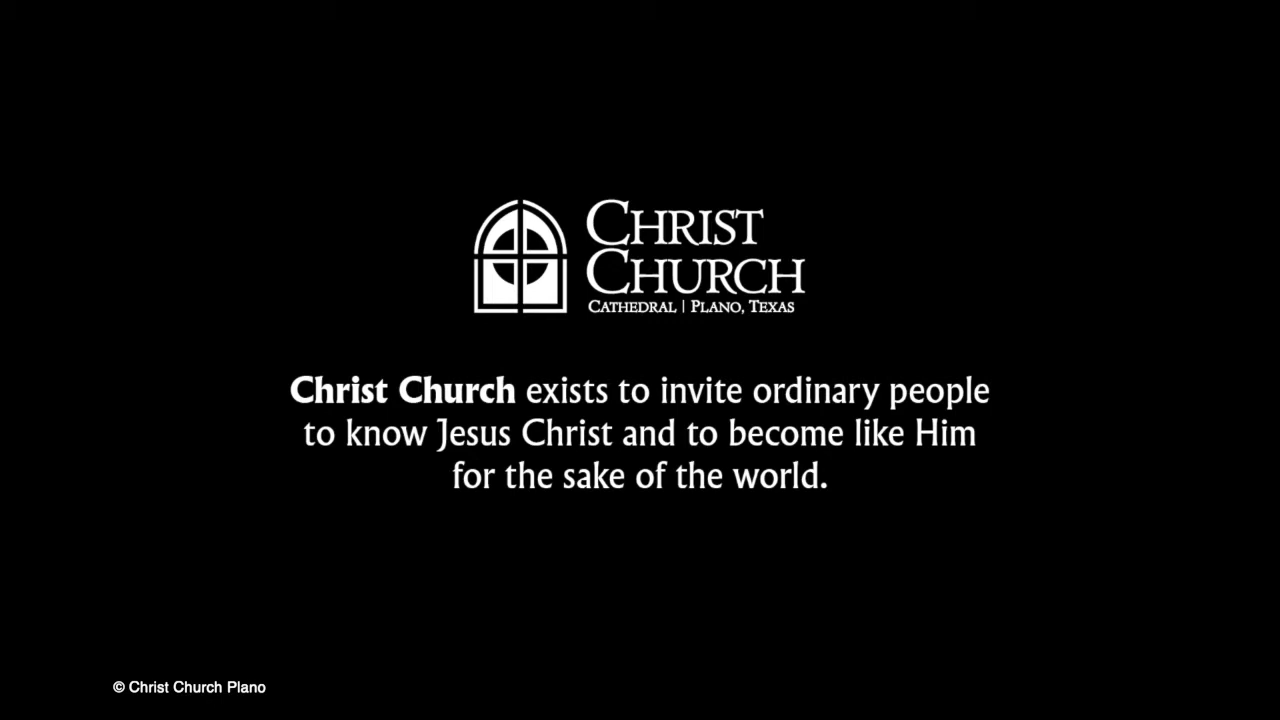 CHRIST
CHURCH
CATHEDRAL | PLANO, TEXAS
Christ Church exists to invite ordinary people
to know Jesus Christ and to become like Him
for the sake of the world.
© Christ Church Plano